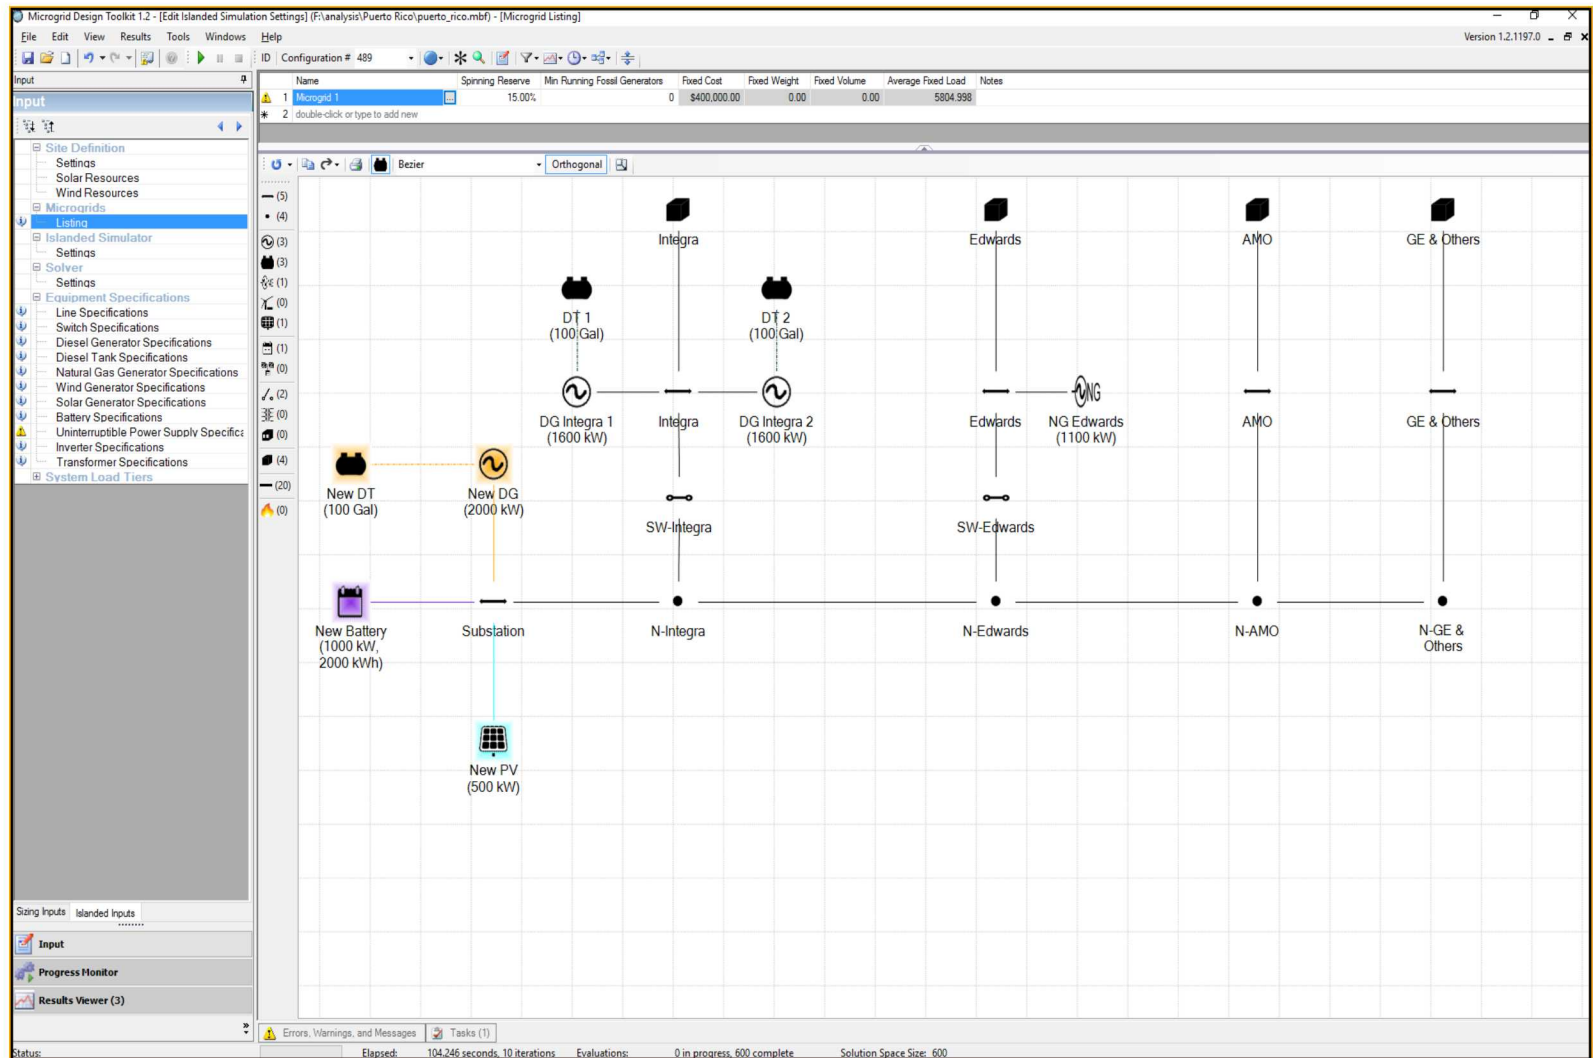 Microgrid Design Toolkit 1.2 - [Edit Islanded Simulation Settings] (F:\analysis\Puerto Rico\puerto_rico.mbf) - [Microgrid Listing]
File Edit View Results Tools Windows Help
Version 1.2.1197.0
ID Configuration # 489
Input
Input
Site Definition
Settings
Solar Resources
Wind Resources
Microgrids
Listing
Islanded Simulator
Settings
Solver
Settings
Equipment Specifications
Line Specifications
Switch Specifications
Diesel Generator Specifications
Diesel Tank Specifications
Natural Gas Generator Specifications
Wind Generator Specifications
Solar Generator Specifications
Battery Specifications
Uninterruptible Power Supply Specifica
Inverter Specifications
Transformer Specifications
System Load Tiers
Sizing Inputs Islanded Inputs
Input
Progress Monitor
Results Viewer (3)
Name Spinning Reserve Min Running Fossil Generators Fixed Cost Fixed Weight Fixed Volume Average Fixed Load Notes
1 Microgrid 1 ... 15.00% 0 $400,000.00 0.00 0.00 5804.998
2 double-click or type to add new
Bezier Orthogonal
(5)
(4)
(3)
(3)
(1)
(0)
(1)
(1)
(0)
(2)
(0)
(0)
(4)
(20)
(0)
Integra Edwards AMO GE & Others
DT 1
(100 Gal)
DT 2
(100 Gal)
DG Integra 1
(1600 kW)
Integra
DG Integra 2
(1600 kW)
Edwards
NG
NG Edwards
(1100 kW)
AMO
GE & Others
New DT
(100 Gal)
New DG
(2000 kW)
SW-Integra
SW-Edwards
New Battery
(1000 kW,
2000 kWh)
Substation
N-Integra
N-Edwards
N-AMO
N-GE &
Others
New PV
(500 kW)
Errors, Warnings, and Messages Tasks (1)
Status: Elapsed: 104.246 seconds, 10 iterations Evaluations: 0 in progress, 600 complete Solution Space Size: 600